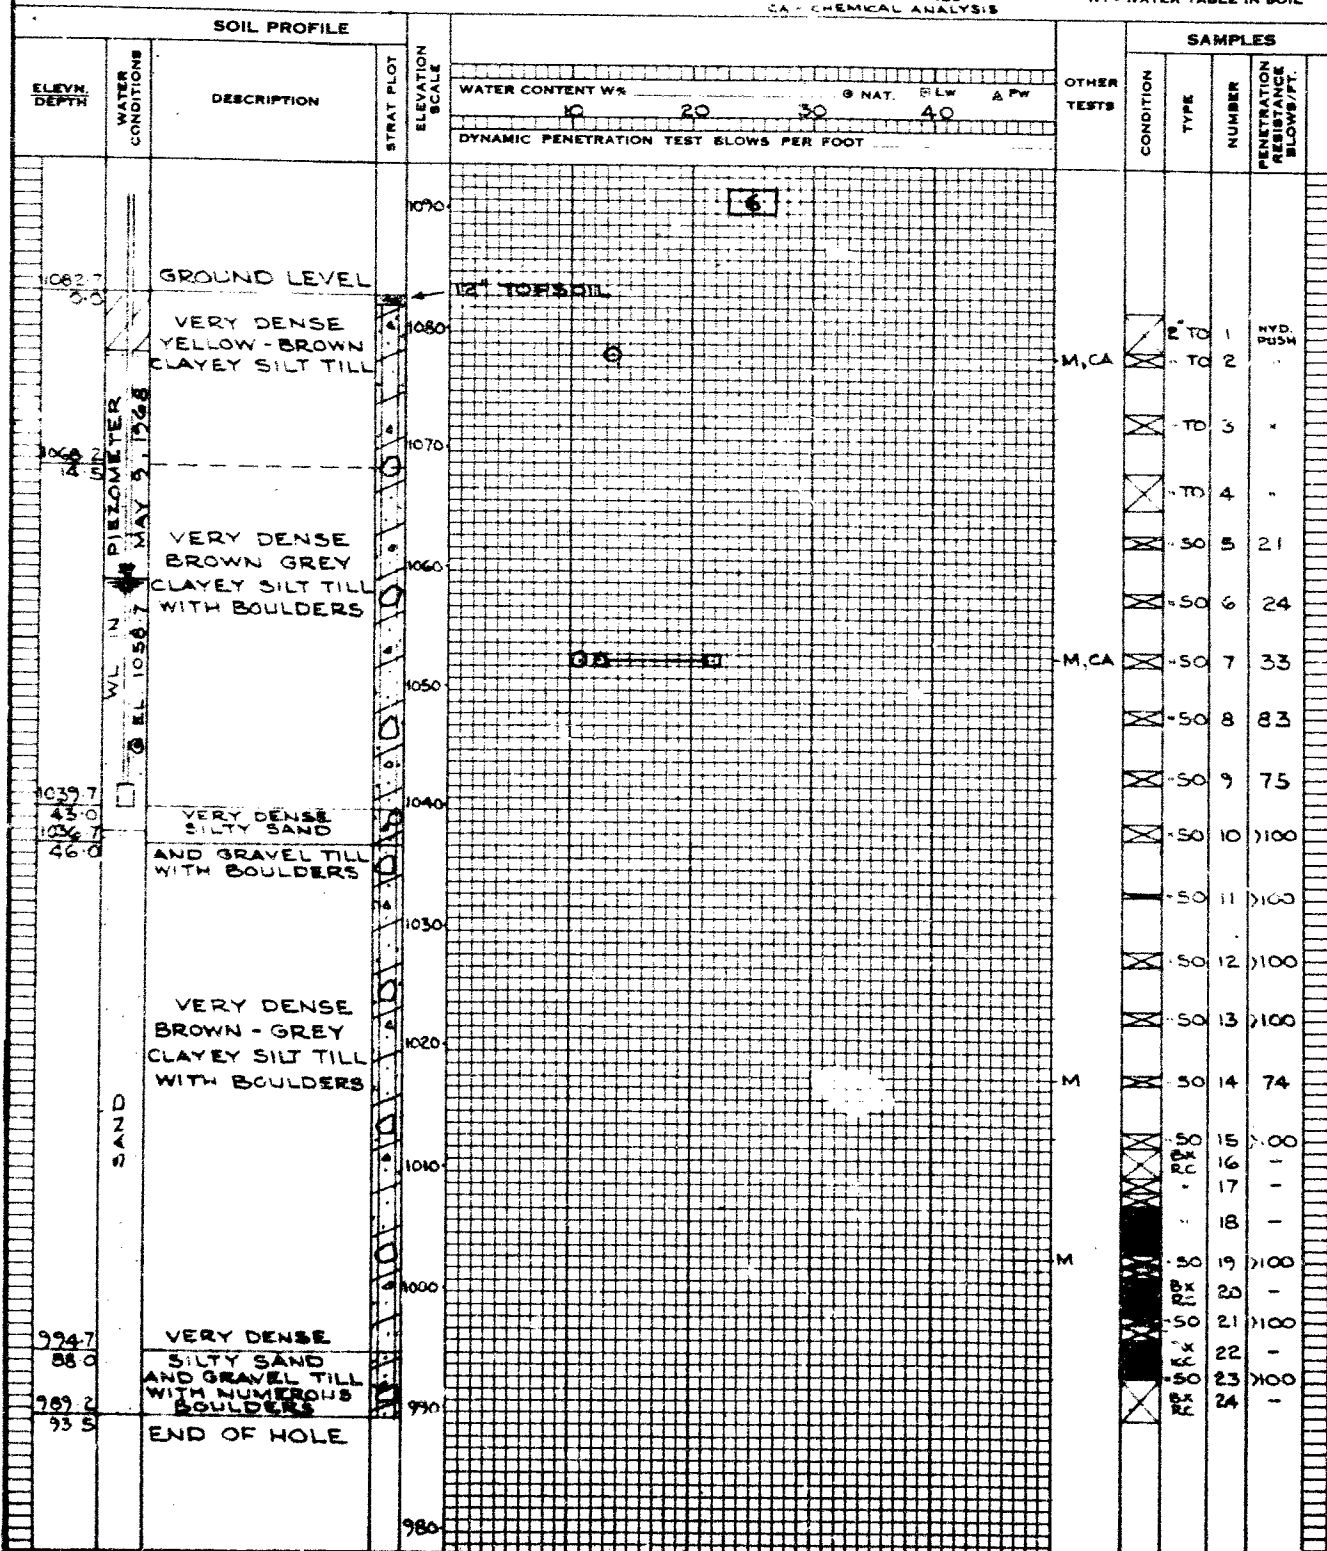 CA - CHEMICAL ANALYSIS
WT - WATER TABLE IN SOIL
SOIL PROFILE
SAMPLES
ELEVN.
DEPTH
WATER
CONDITIONS
DESCRIPTION
STRAT PLOT
ELEVATION
SCALE
WATER CONTENT W%
NAT.
LW
PW
10 20 30 40
DYNAMIC PENETRATION TEST BLOWS PER FOOT
OTHER
TESTS
CONDITION
TYPE
NUMBER
PENETRATION
RESISTANCE
BLOWS/FT.
1090
6
1082.7
0.0
GROUND LEVEL
12" TOPSOIL
VERY DENSE
YELLOW-BROWN
CLAYEY SILT TILL
1080
2" TO 1 HYD. PUSH
M,CA
" TO 2 "
" TO 3 "
1070
1068.2
14.5
" TO 4 "
WL IN PIEZOMETER
@ EL 1058.7 MAY 9, 1968
VERY DENSE
BROWN GREY
CLAYEY SILT TILL
WITH BOULDERS
1060
" SO 5 21
" SO 6 24
M,CA
" SO 7 33
1050
" SO 8 83
" SO 9 75
1039.7
43.0
1040
VERY DENSE
SILTY SAND
1036.7
46.0
AND GRAVEL TILL
WITH BOULDERS
" SO 10 >100
1030
" SO 11 >100
" SO 12 >100
VERY DENSE
BROWN - GREY
CLAYEY SILT TILL
WITH BOULDERS
1020
" SO 13 >100
M
" SO 14 74
SAND
" SO 15 >100
1010
16 -
" 17 -
" 18 -
M
" SO 19 >100
1000
20 -
" SO 21 >100
994.7
88.0
VERY DENSE
SILTY SAND
AND GRAVEL TILL
WITH NUMEROUS
BOULDERS
22 -
" SO 23 >100
989.2
93.5
990
24 -
END OF HOLE
980